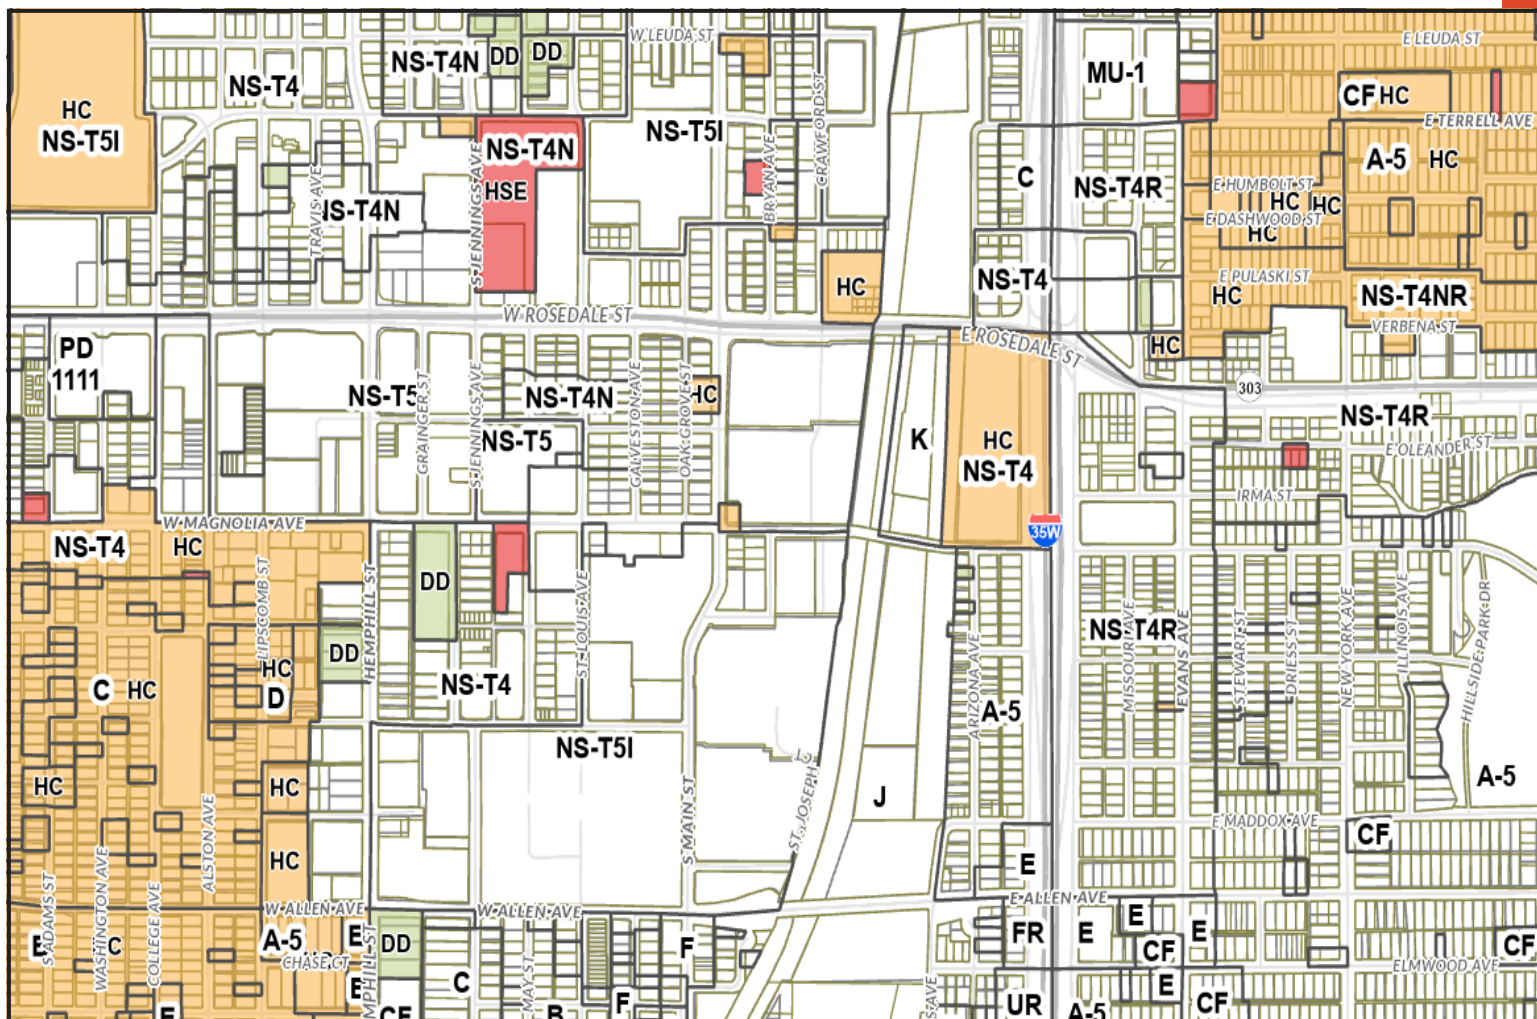 W LEUDA ST
E LEUDA ST
NS-T4N
DD
DD
NS-T4
MU-1
HC
NS-T5I
CF HC
E TERRELL AVE
NS-T5I
NS-T4N
HSE
S JENNINGS AVE
BRYAN AVE
CRAWFORD ST
TRAVIS AVE
NS-T4N
C
NS-T4R
A-5
HC
E HUMBOLT ST
HC
HC
E DASHWOOD ST
HC
E PULASKI ST
HC
NS-T4
HC
NS-T4NR
VERBENA ST
W ROSEDALE ST
E ROSEDALE ST
HC
PD
1111
303
NS-T5
GRAINGER ST
S JENNINGS AVE
NS-T4N
GALVESTON AVE
OAK GROVE ST
HC
NS-T5
K
HC
NS-T4
NS-T4R
E OLEANDER ST
IRMA ST
35W
W MAGNOLIA AVE
NS-T4
HC
LIPSCOMB ST
HEMPHILL ST
DD
ST. LOUIS AVE
DD
HC
D
C
HC
NS-T4
NS-T5I
ARIZONA AVE
A-5
NS-T4R
MISSOURI AVE
EVANS AVE
STEWART ST
DRIESS ST
NEW YORK AVE
ILLINOIS AVE
HILLSIDE PARK DR
A-5
HC
HC
J
S MAIN ST
ST. JOSEPH
E MADDOX AVE
CF
ALSTON AVE
HC
E
E ALLEN AVE
W ALLEN AVE
W ALLEN AVE
S ADAMS ST
WASHINGTON AVE
COLLEGE AVE
E
C
A-5
E
CHASE CT
E
DD
C
MAY ST
B
F
F
FR
E
E
CF
E
E
CF
ELMWOOD AVE
CF
UR
A-5
CF